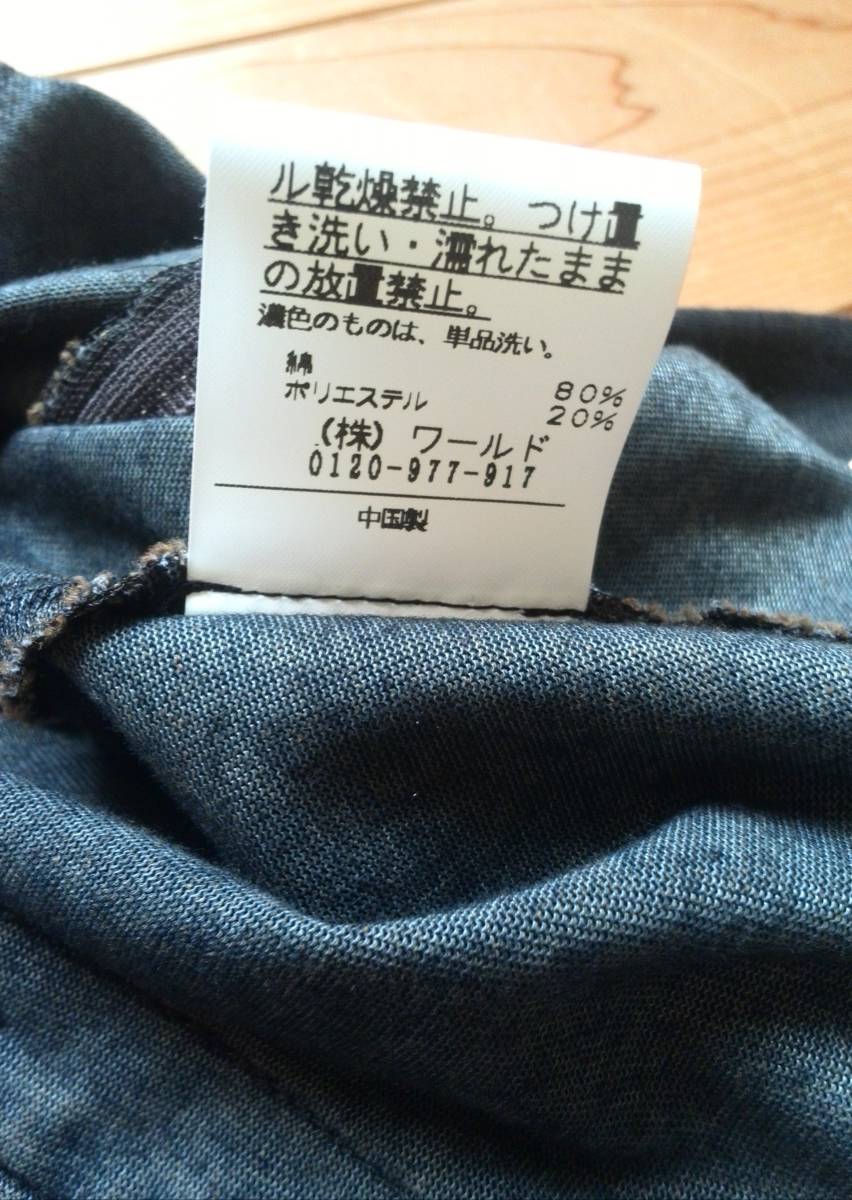 ル乾燥禁止。つけ置
き洗い・濡れたまま
の放置禁止。
濃色のものは、単品洗い。
綿 80%
ポリエステル 20%
(株) ワールド
0120-977-917
中国製